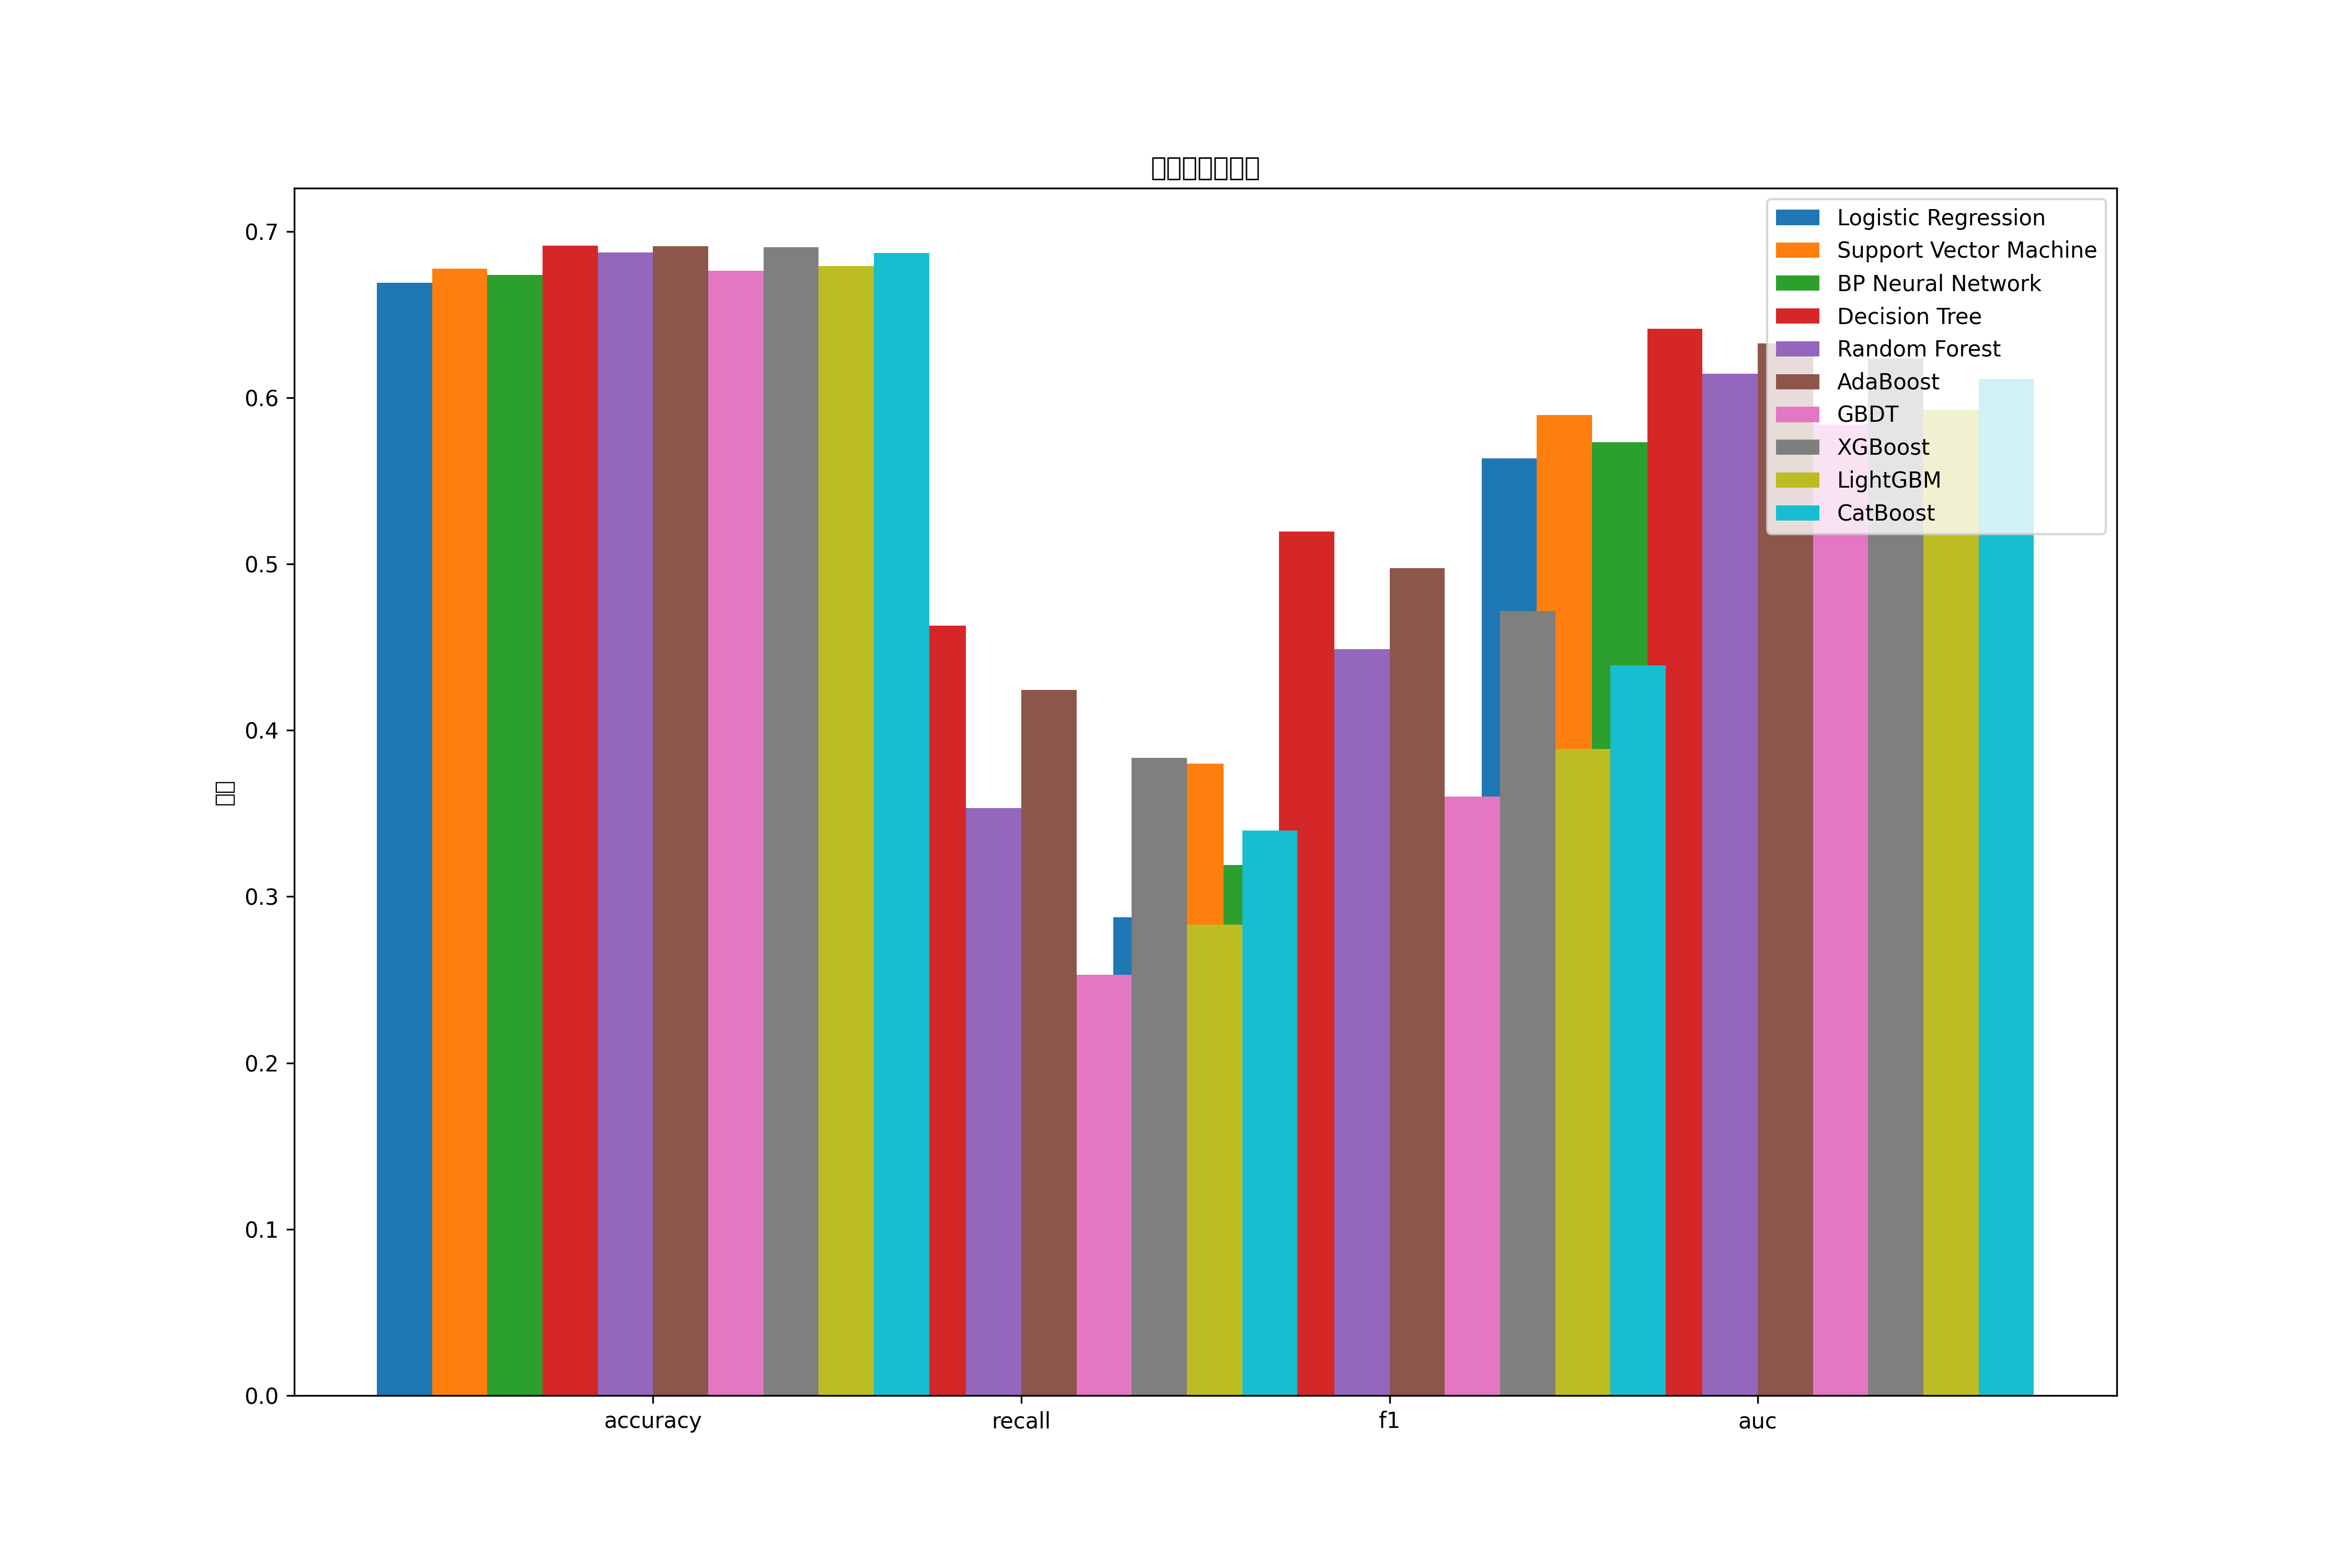 0.7
0.6
0.5
0.4
0.3
0.2
0.1
0.0
accuracy
recall
f1
auc
Logistic Regression
Support Vector Machine
BP Neural Network
Decision Tree
Random Forest
AdaBoost
GBDT
XGBoost
LightGBM
CatBoost